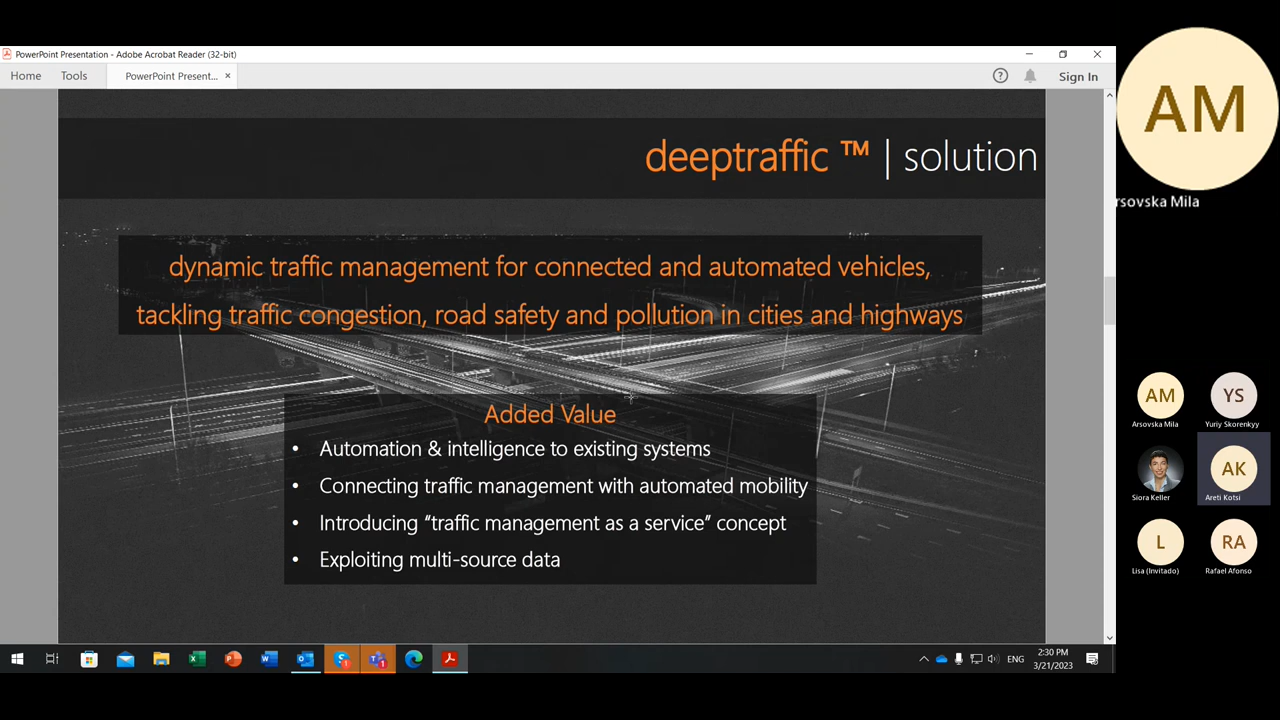 PowerPoint Presentation - Adobe Acrobat Reader (32-bit)
Home Tools PowerPoint Present... × Sign In
deeptraffic ™ | solution
dynamic traffic management for connected and automated vehicles,
tackling traffic congestion, road safety and pollution in cities and highways
Added Value
• Automation & intelligence to existing systems
• Connecting traffic management with automated mobility
• Introducing “traffic management as a service” concept
• Exploiting multi-source data
ENG
2:30 PM
3/21/2023
AM
rsovska Mila
AM YS
Arsovska Mila Yuriy Skorenkyy
AK
Siora Keller Areti Kotsi
L RA
Lisa (Invitado) Rafael Afonso